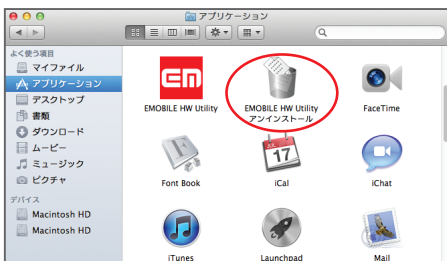 アプリケーション
よく使う項目
マイファイル
アプリケーション
デスクトップ
書類
ダウンロード
ムービー
ミュージック
ピクチャ
デバイス
Macintosh HD
Macintosh HD
EMOBILE HW Utility
EMOBILE HW Utility
アンインストール
FaceTime
Font Book
JUL
17
iCal
iChat
iTunes
Launchpad
Mail